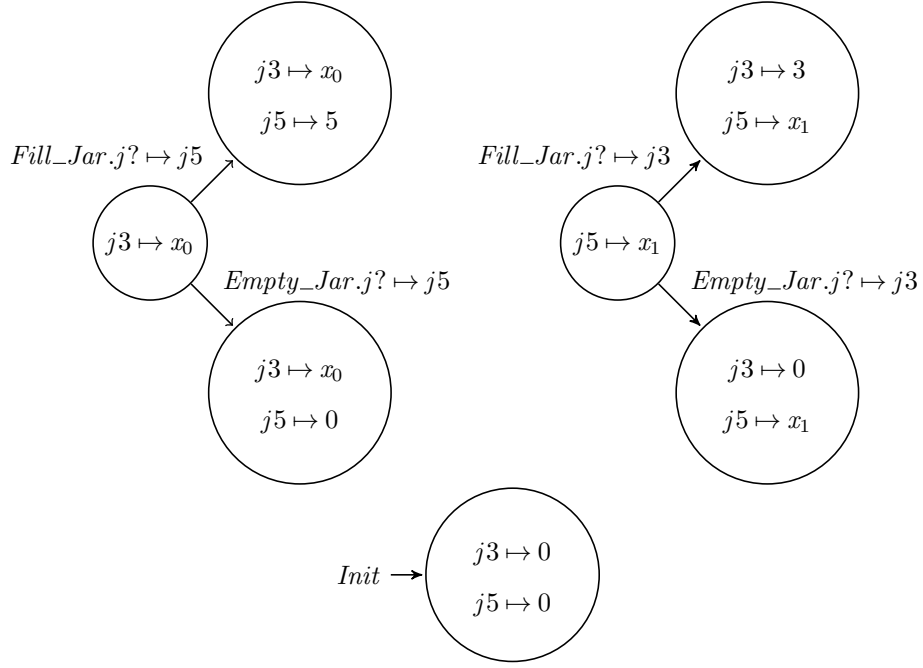 j3 ↦ x₀
j5 ↦ 5
Fill_Jar.j? ↦ j5
j3 ↦ x₀
Empty_Jar.j? ↦ j5
j3 ↦ x₀
j5 ↦ 0
j3 ↦ 3
j5 ↦ x₁
Fill_Jar.j? ↦ j3
j5 ↦ x₁
Empty_Jar.j? ↦ j3
j3 ↦ 0
j5 ↦ x₁
Init
j3 ↦ 0
j5 ↦ 0